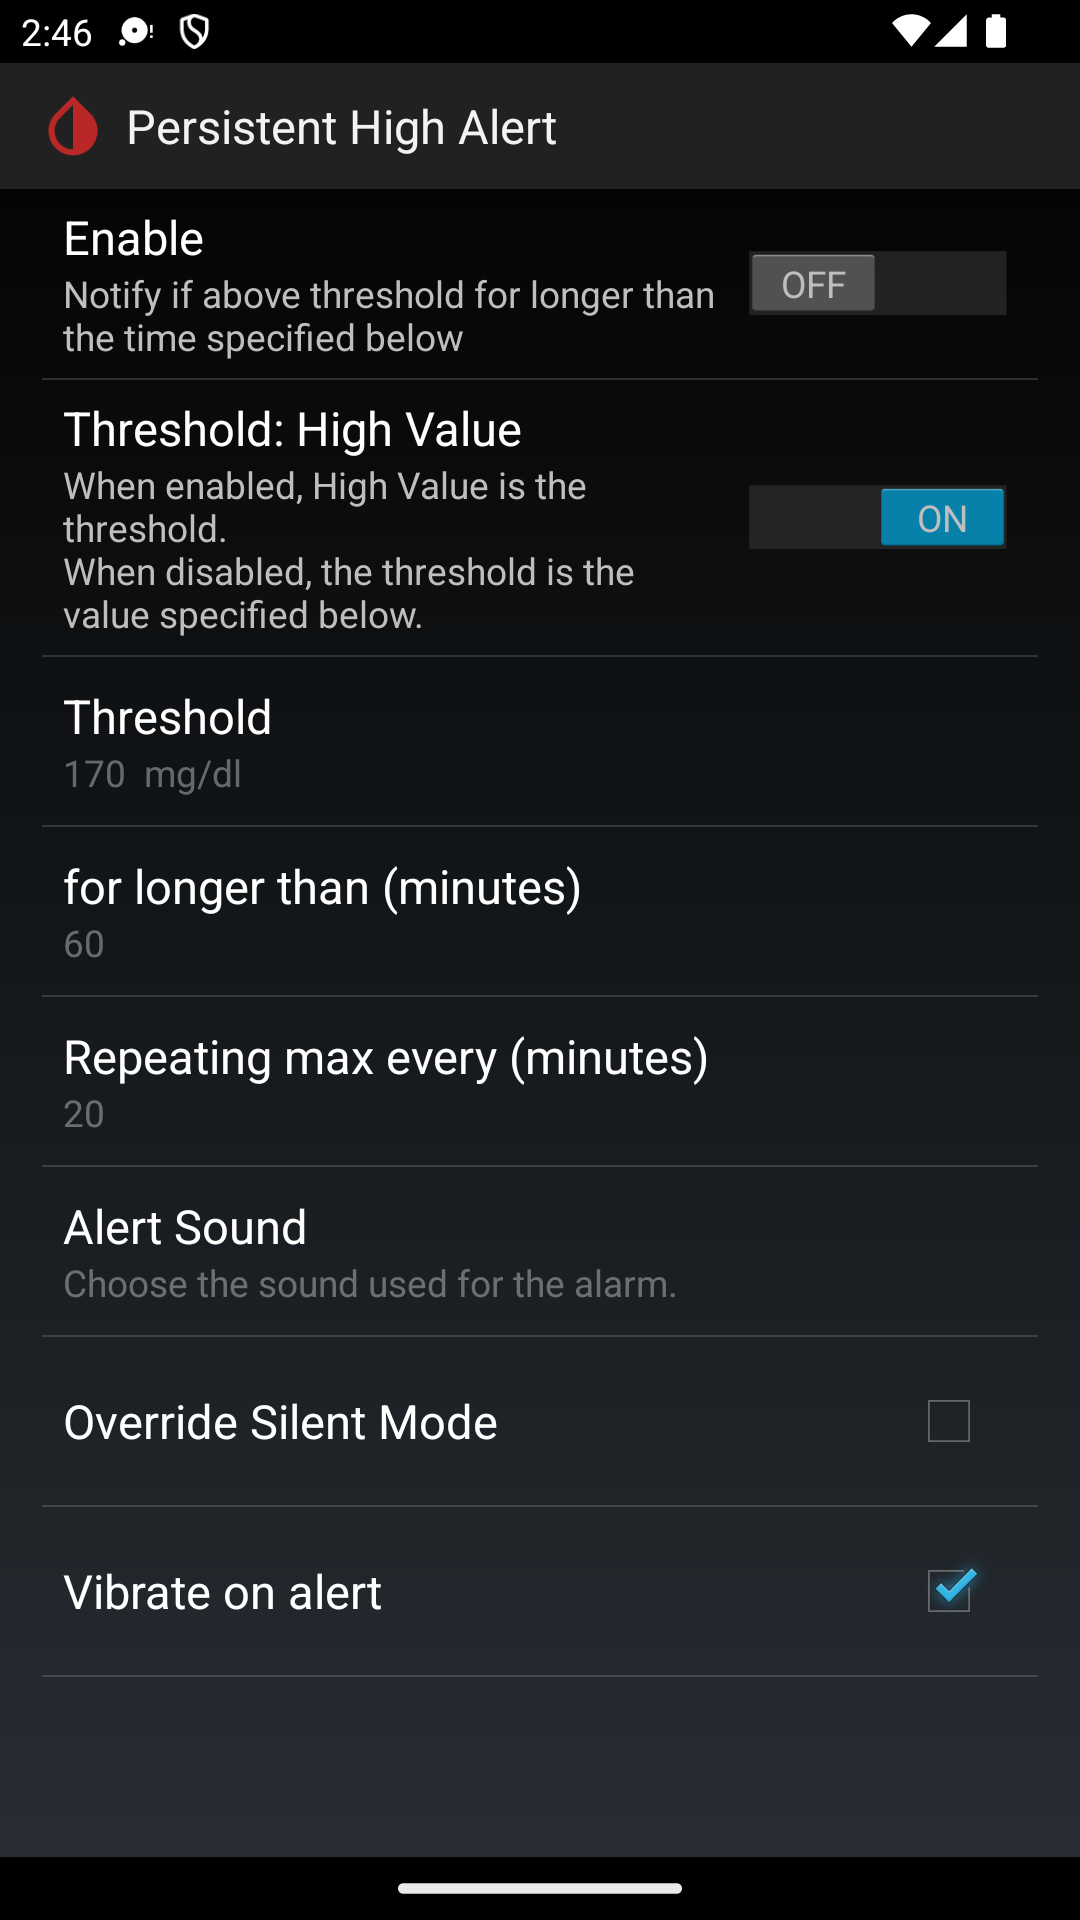 2:46
Persistent High Alert
Enable
Notify if above threshold for longer than
the time specified below
OFF
Threshold: High Value
When enabled, High Value is the
threshold.
When disabled, the threshold is the
value specified below.
ON
Threshold
170 mg/dl
for longer than (minutes)
60
Repeating max every (minutes)
20
Alert Sound
Choose the sound used for the alarm.
Override Silent Mode
Vibrate on alert